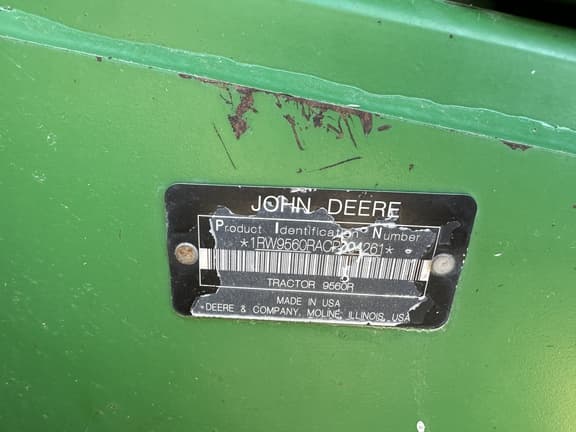 JOHN DEERE
Product Identification Number
*1RW9560RACP004261*
TRACTOR 9560R
MADE IN USA
DEERE & COMPANY, MOLINE, ILLINOIS, USA